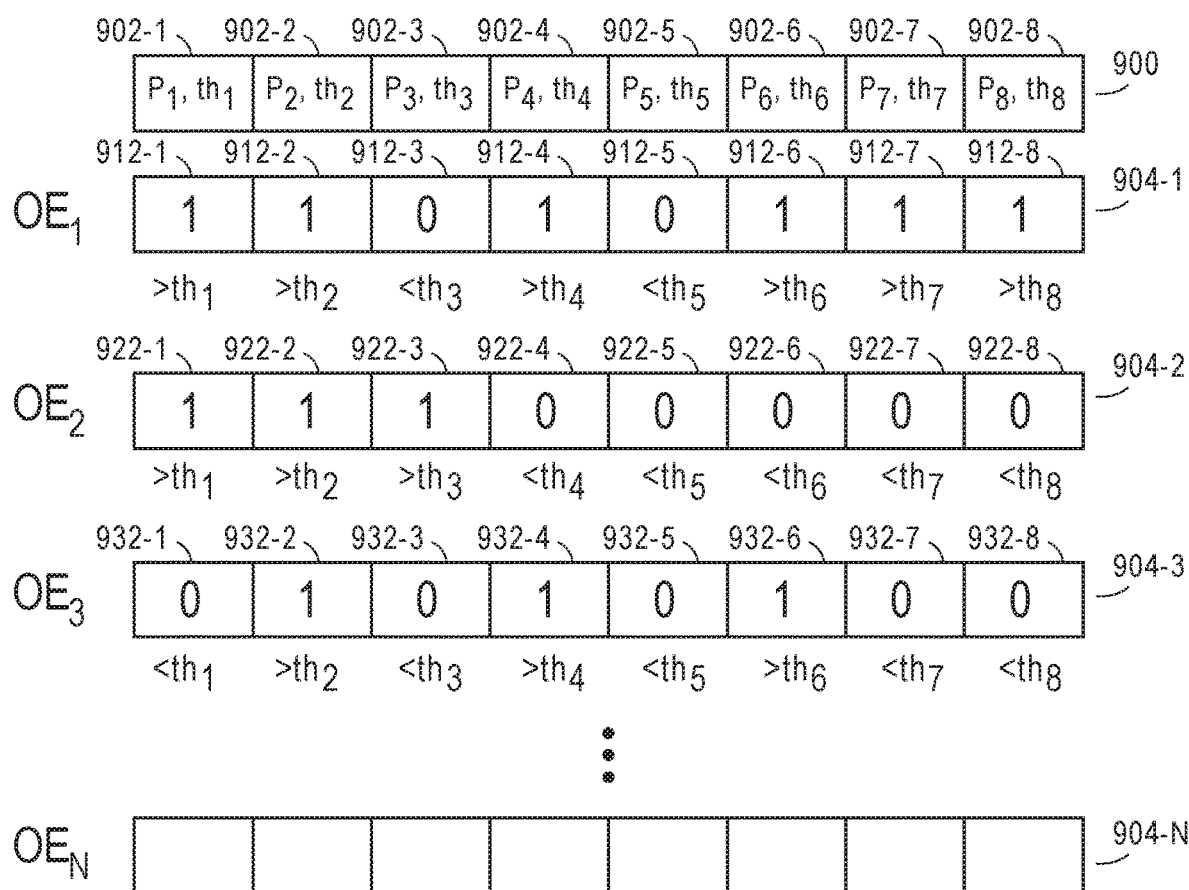 902-1 902-2 902-3 902-4 902-5 902-6 902-7 902-8
P1, th1 P2, th2 P3, th3 P4, th4 P5, th5 P6, th6 P7, th7 P8, th8 900
912-1 912-2 912-3 912-4 912-5 912-6 912-7 912-8
OE1 1 1 0 1 0 1 1 1 904-1
>th1 >th2 <th3 >th4 <th5 >th6 >th7 >th8
922-1 922-2 922-3 922-4 922-5 922-6 922-7 922-8
OE2 1 1 1 0 0 0 0 0 904-2
>th1 >th2 >th3 <th4 <th5 <th6 <th7 <th8
932-1 932-2 932-3 932-4 932-5 932-6 932-7 932-8
OE3 0 1 0 1 0 1 0 0 904-3
<th1 >th2 <th3 >th4 <th5 >th6 <th7 <th8
OEN 904-N